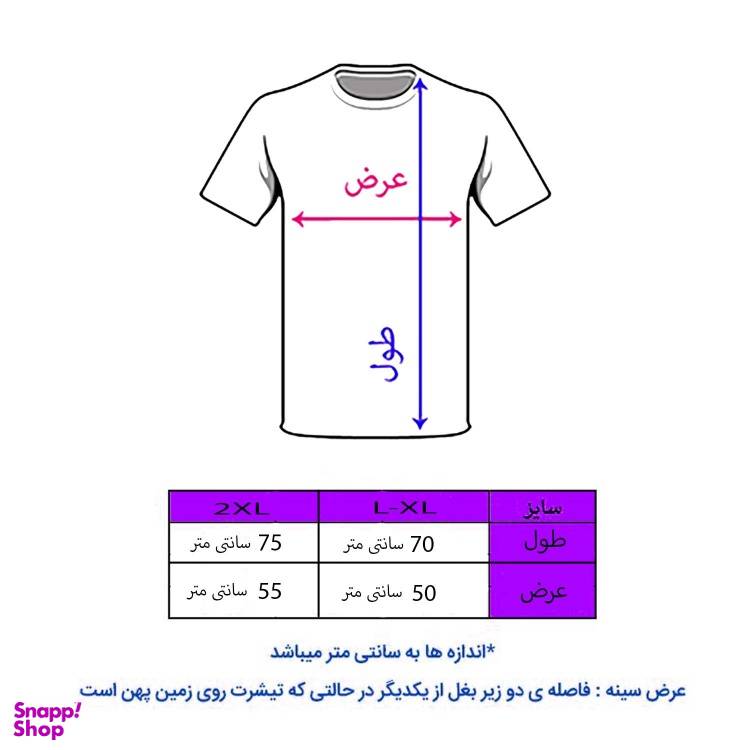 عرض
طول
سایز L-XL 2XL
طول 70 سانتی متر 75 سانتی متر
عرض 50 سانتی متر 55 سانتی متر
*اندازه ها به سانتی متر میباشد
عرض سینه : فاصله ی دو زیر بغل از یکدیگر در حالتی که تیشرت روی زمین پهن است
Snapp!
Shop